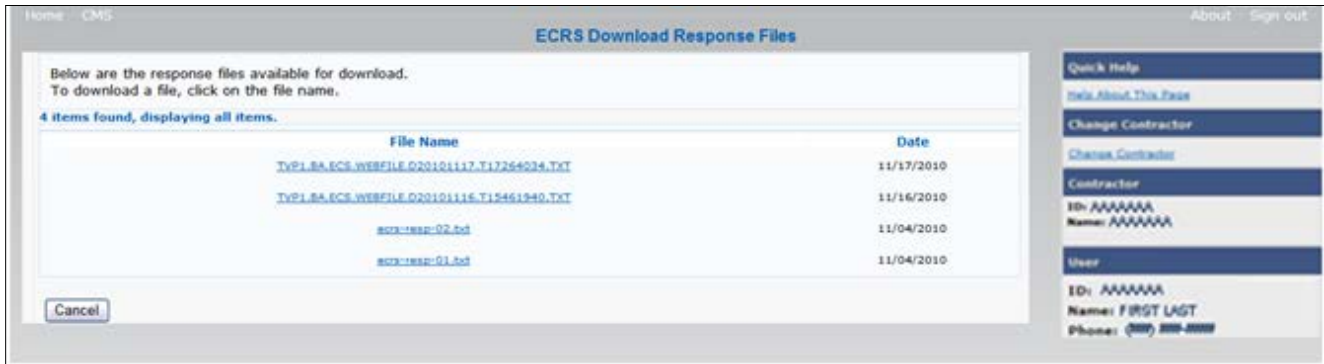 Home CMS
About Sign out
ECRS Download Response Files
Below are the response files available for download.
To download a file, click on the file name.
4 items found, displaying all items.
File Name Date
TVP1.BA.ECS.WEBFILE.D20101117.T17264034.TXT 11/17/2010
TVP1.BA.ECS.WEBFILE.D20101116.T15461940.TXT 11/16/2010
ecrs-resp-02.txt 11/04/2010
ecrs-resp-01.txt 11/04/2010
Cancel
Quick Help
Help About This Page
Change Contractor
Change Contractor
Contractor
ID: AAAAAAA
Name: AAAAAAA
User
ID: AAAAAAA
Name: FIRST LAST
Phone: